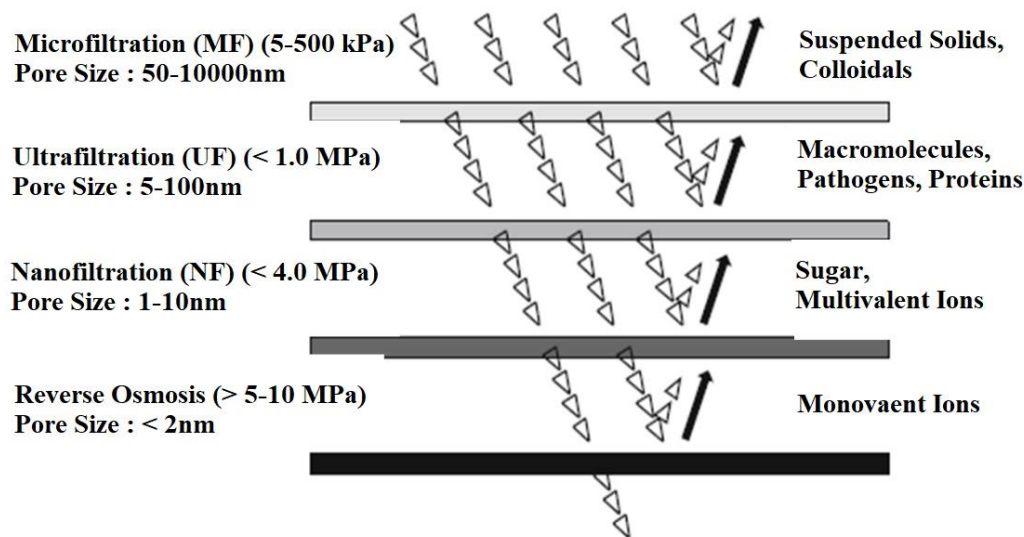 Microfiltration (MF) (5-500 kPa)
Pore Size : 50-10000nm
Suspended Solids,
Colloidals
Ultrafiltration (UF) (< 1.0 MPa)
Pore Size : 5-100nm
Macromolecules,
Pathogens, Proteins
Nanofiltration (NF) (< 4.0 MPa)
Pore Size : 1-10nm
Sugar,
Multivalent Ions
Reverse Osmosis (> 5-10 MPa)
Pore Size : < 2nm
Monovaent Ions